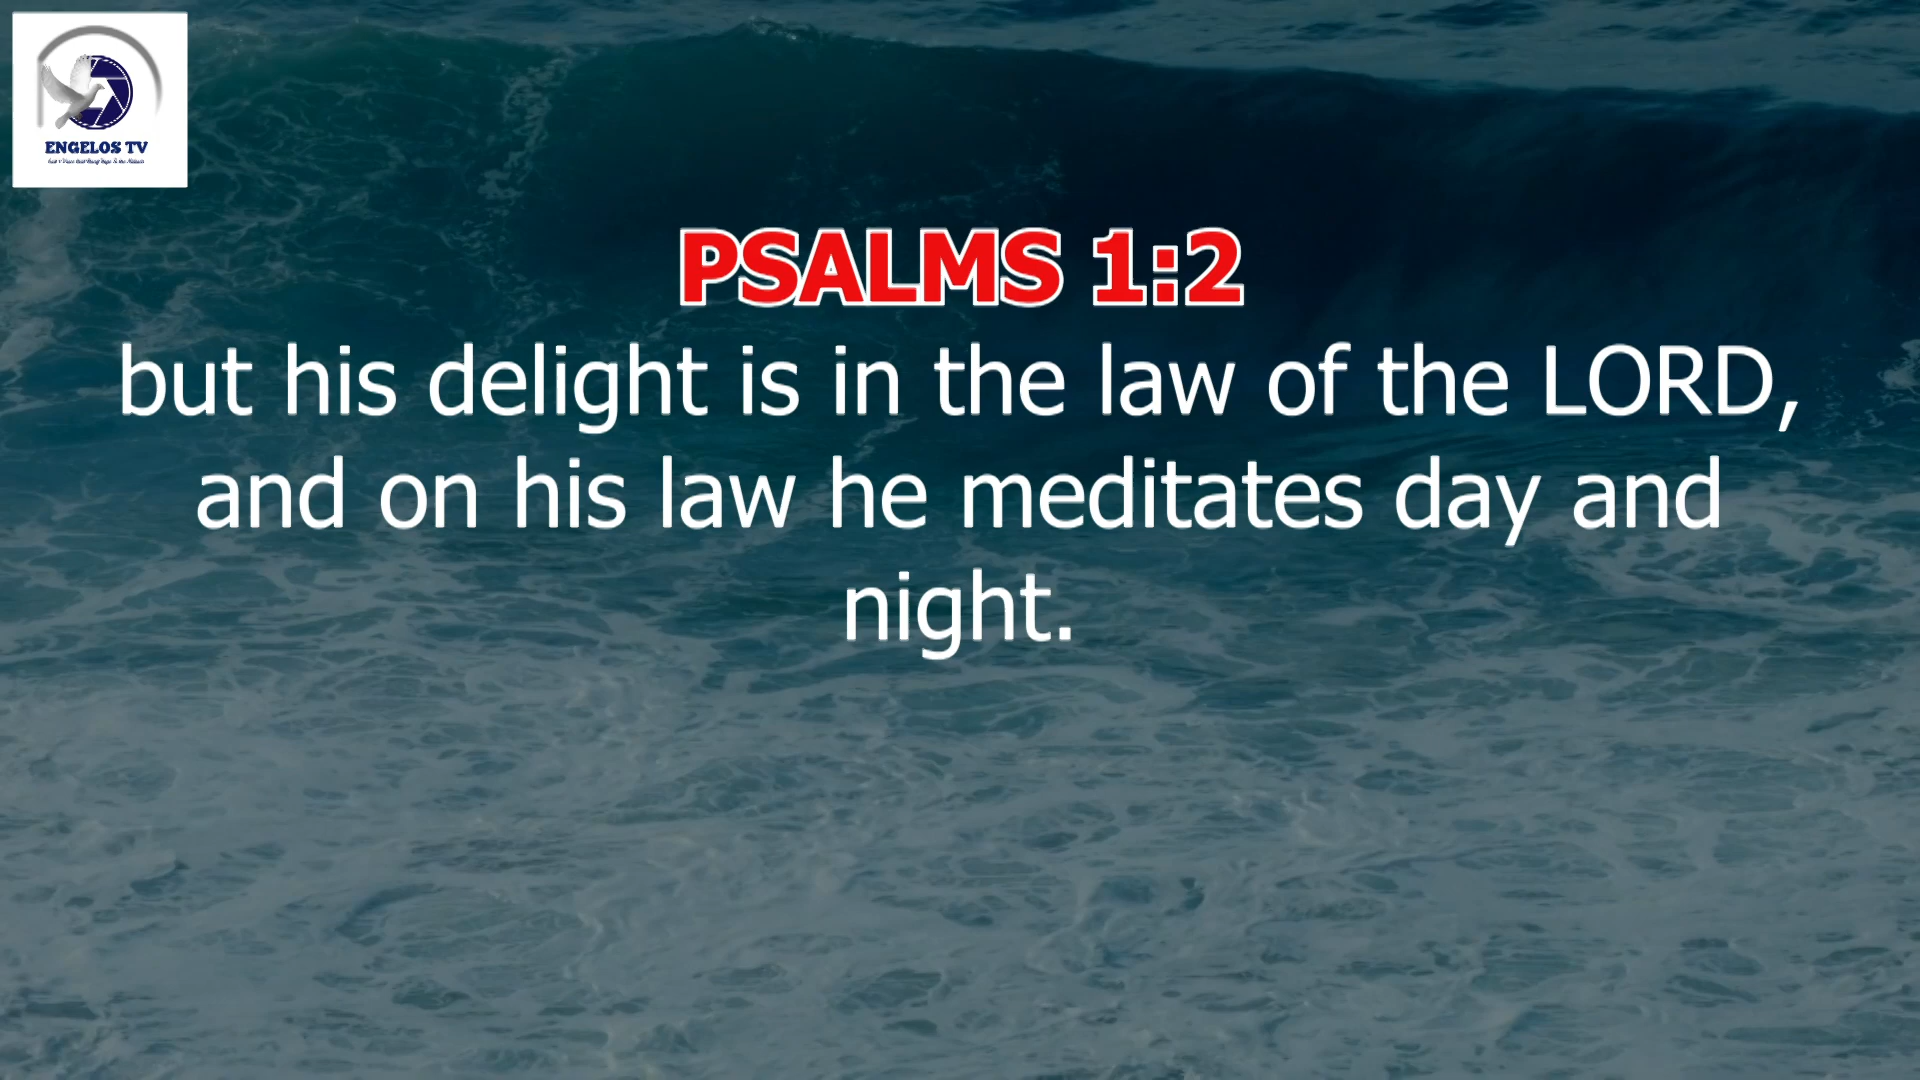 ENGELOS TV
PSALMS 1:2
but his delight is in the law of the LORD,
and on his law he meditates day and
night.